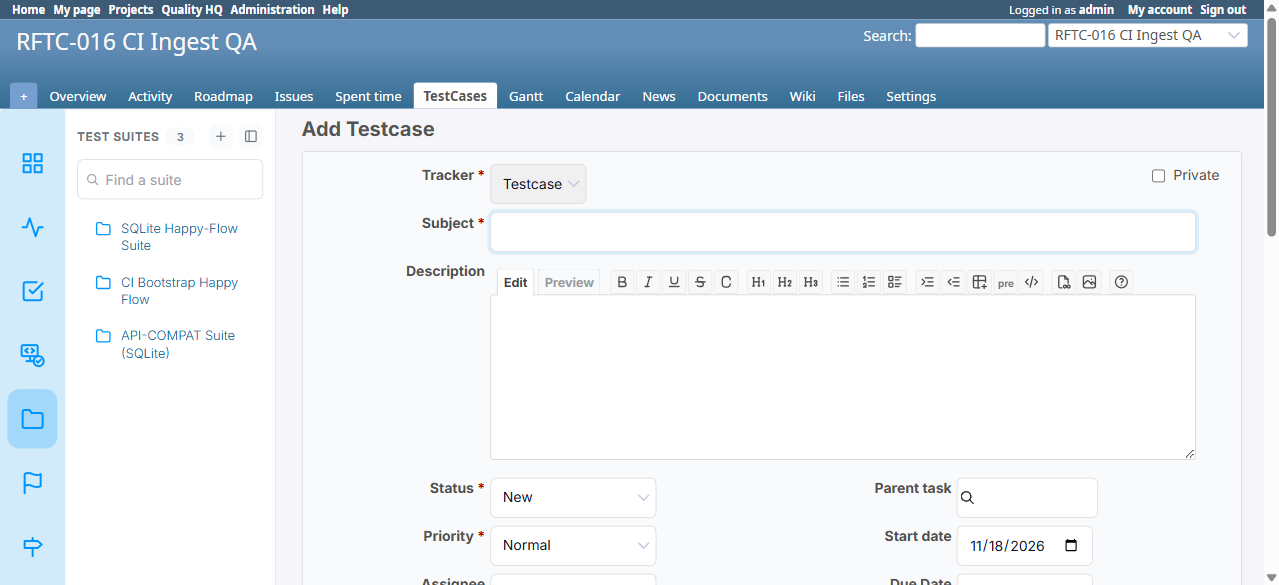 Home My page Projects Quality HQ Administration Help Logged in as admin My account Sign out
RFTC-016 CI Ingest QA Search: RFTC-016 CI Ingest QA
+ Overview Activity Roadmap Issues Spent time TestCases Gantt Calendar News Documents Wiki Files Settings
TEST SUITES 3 +
Find a suite
SQLite Happy-Flow
Suite
CI Bootstrap Happy
Flow
API-COMPAT Suite
(SQLite)
Add Testcase
Tracker * Testcase Private
Subject *
Description Edit Preview B I U S C H1 H2 H3 pre
Status * New Parent task
Priority * Normal Start date 11/18/2026
Assignee Due Date